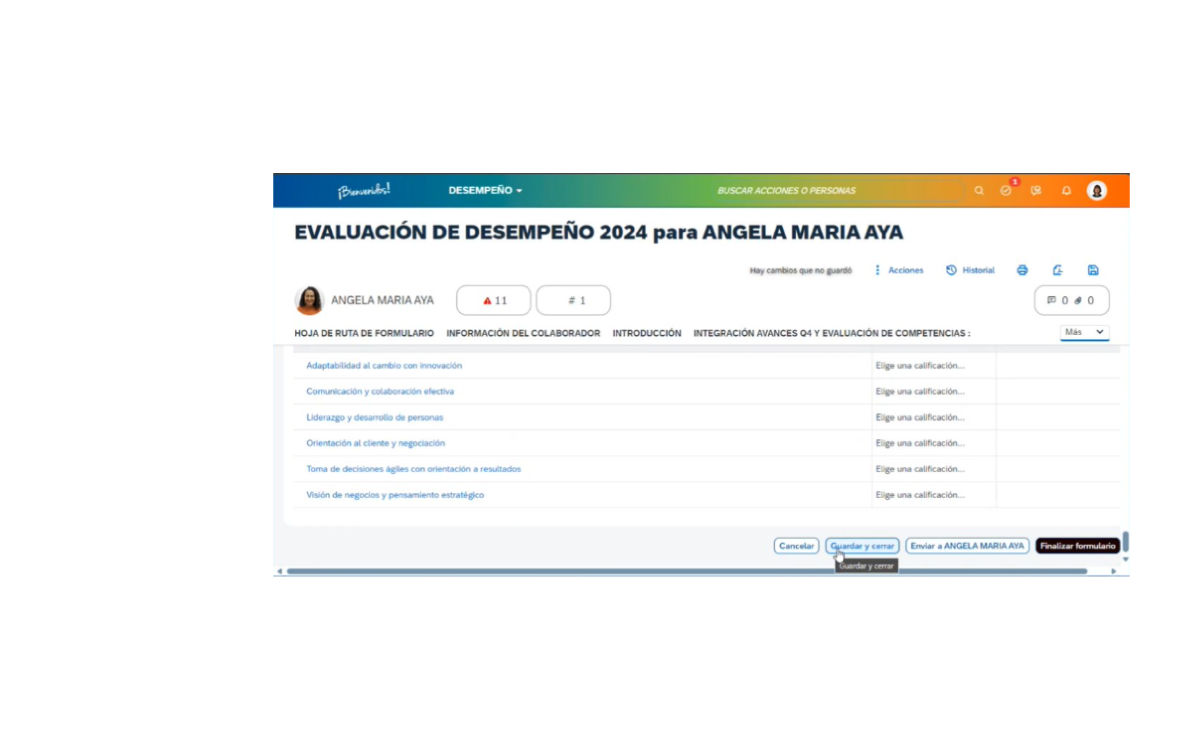 ¡Bienvenidos!
DESEMPEÑO
BUSCAR ACCIONES O PERSONAS
1
EVALUACIÓN DE DESEMPEÑO 2024 para ANGELA MARIA AYA
Hay cambios que no guardó
Acciones
Historial
ANGELA MARIA AYA
11
# 1
0
0
HOJA DE RUTA DE FORMULARIO
INFORMACIÓN DEL COLABORADOR
INTRODUCCIÓN
INTEGRACIÓN AVANCES Q4 Y EVALUACIÓN DE COMPETENCIAS :
Más
Adaptabilidad al cambio con innovación
Elige una calificación...
Comunicación y colaboración efectiva
Elige una calificación...
Liderazgo y desarrollo de personas
Elige una calificación...
Orientación al cliente y negociación
Elige una calificación...
Toma de decisiones ágiles con orientación a resultados
Elige una calificación...
Visión de negocios y pensamiento estratégico
Elige una calificación...
Cancelar
Guardar y cerrar
Enviar a ANGELA MARIA AYA
Finalizar formulario
Guardar y cerrar